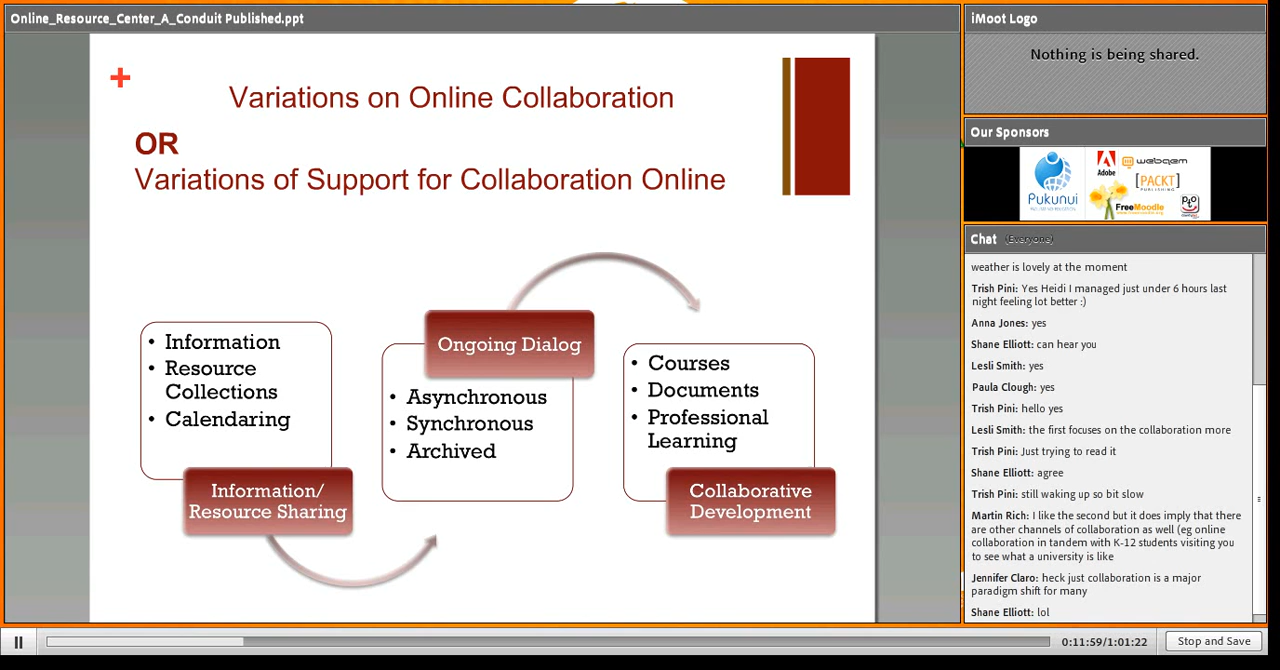 Online_Resource_Center_A_Conduit Published.ppt
+
Variations on Online Collaboration
OR
Variations of Support for Collaboration Online
• Information
• Resource
Collections
• Calendaring
Information/
Resource Sharing
Ongoing Dialog
• Asynchronous
• Synchronous
• Archived
• Courses
• Documents
• Professional
Learning
Collaborative
Development
iMoot Logo
Nothing is being shared.
Our Sponsors
Pukunui
Adobe
webqem
[PACKT]
PUBLISHING
FreeMoodle
Chat (Everyone)
weather is lovely at the moment
Trish Pini: Yes Heidi I managed just under 6 hours last
night feeling lot better :)
Anna Jones: yes
Shane Elliott: can hear you
Lesli Smith: yes
Paula Clough: yes
Trish Pini: hello yes
Lesli Smith: the first focuses on the collaboration more
Trish Pini: Just trying to read it
Shane Elliott: agree
Trish Pini: still waking up so bit slow
Martin Rich: I like the second but it does imply that there
are other channels of collaboration as well (eg online
collaboration in tandem with K-12 students visiting you
to see what a university is like
Jennifer Claro: heck just collaboration is a major
paradigm shift for many
Shane Elliott: lol
0:11:59/1:01:22
Stop and Save